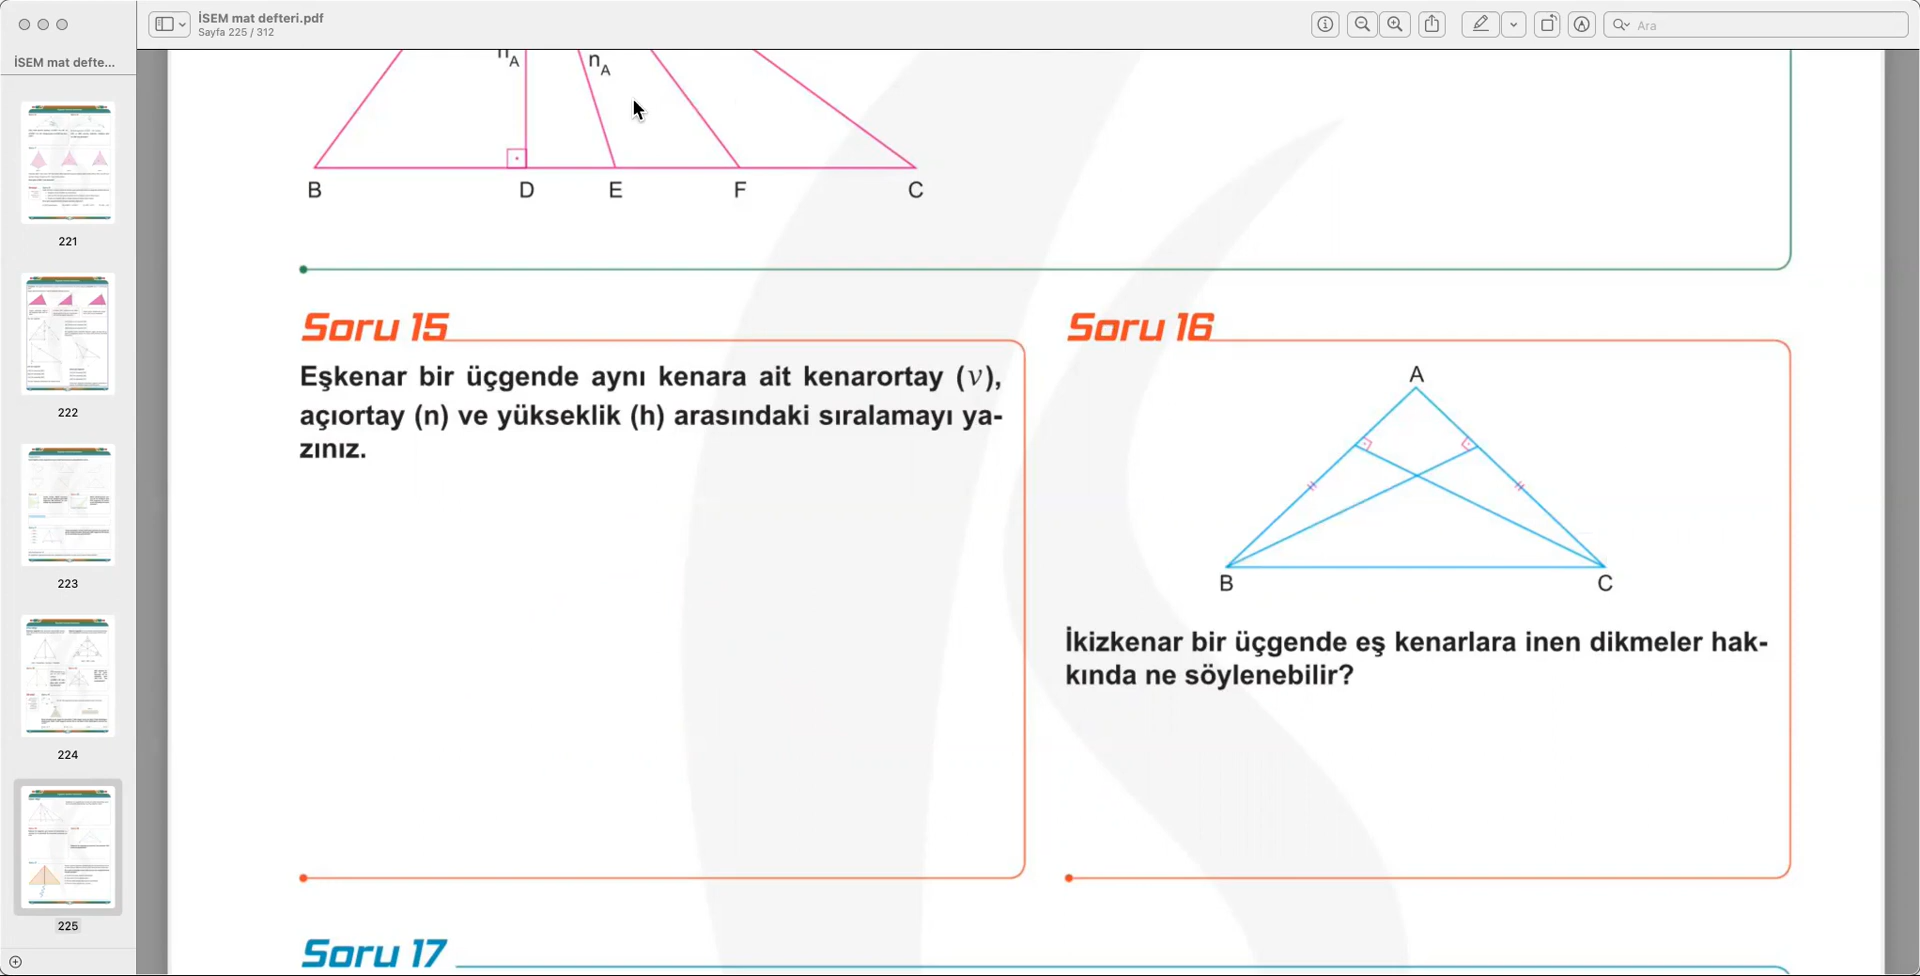 İSEM mat defteri.pdf
Sayfa 225 / 312
Ara
İSEM mat defte...
221
222
223
224
225
n
A
B
D
E
F
C
Soru 15
Eşkenar bir üçgende aynı kenara ait kenarortay (v),
açıortay (n) ve yükseklik (h) arasındaki sıralamayı ya-
zınız.
Soru 16
A
B
C
İkizkenar bir üçgende eş kenarlara inen dikmeler hak-
kında ne söylenebilir?
Soru 17